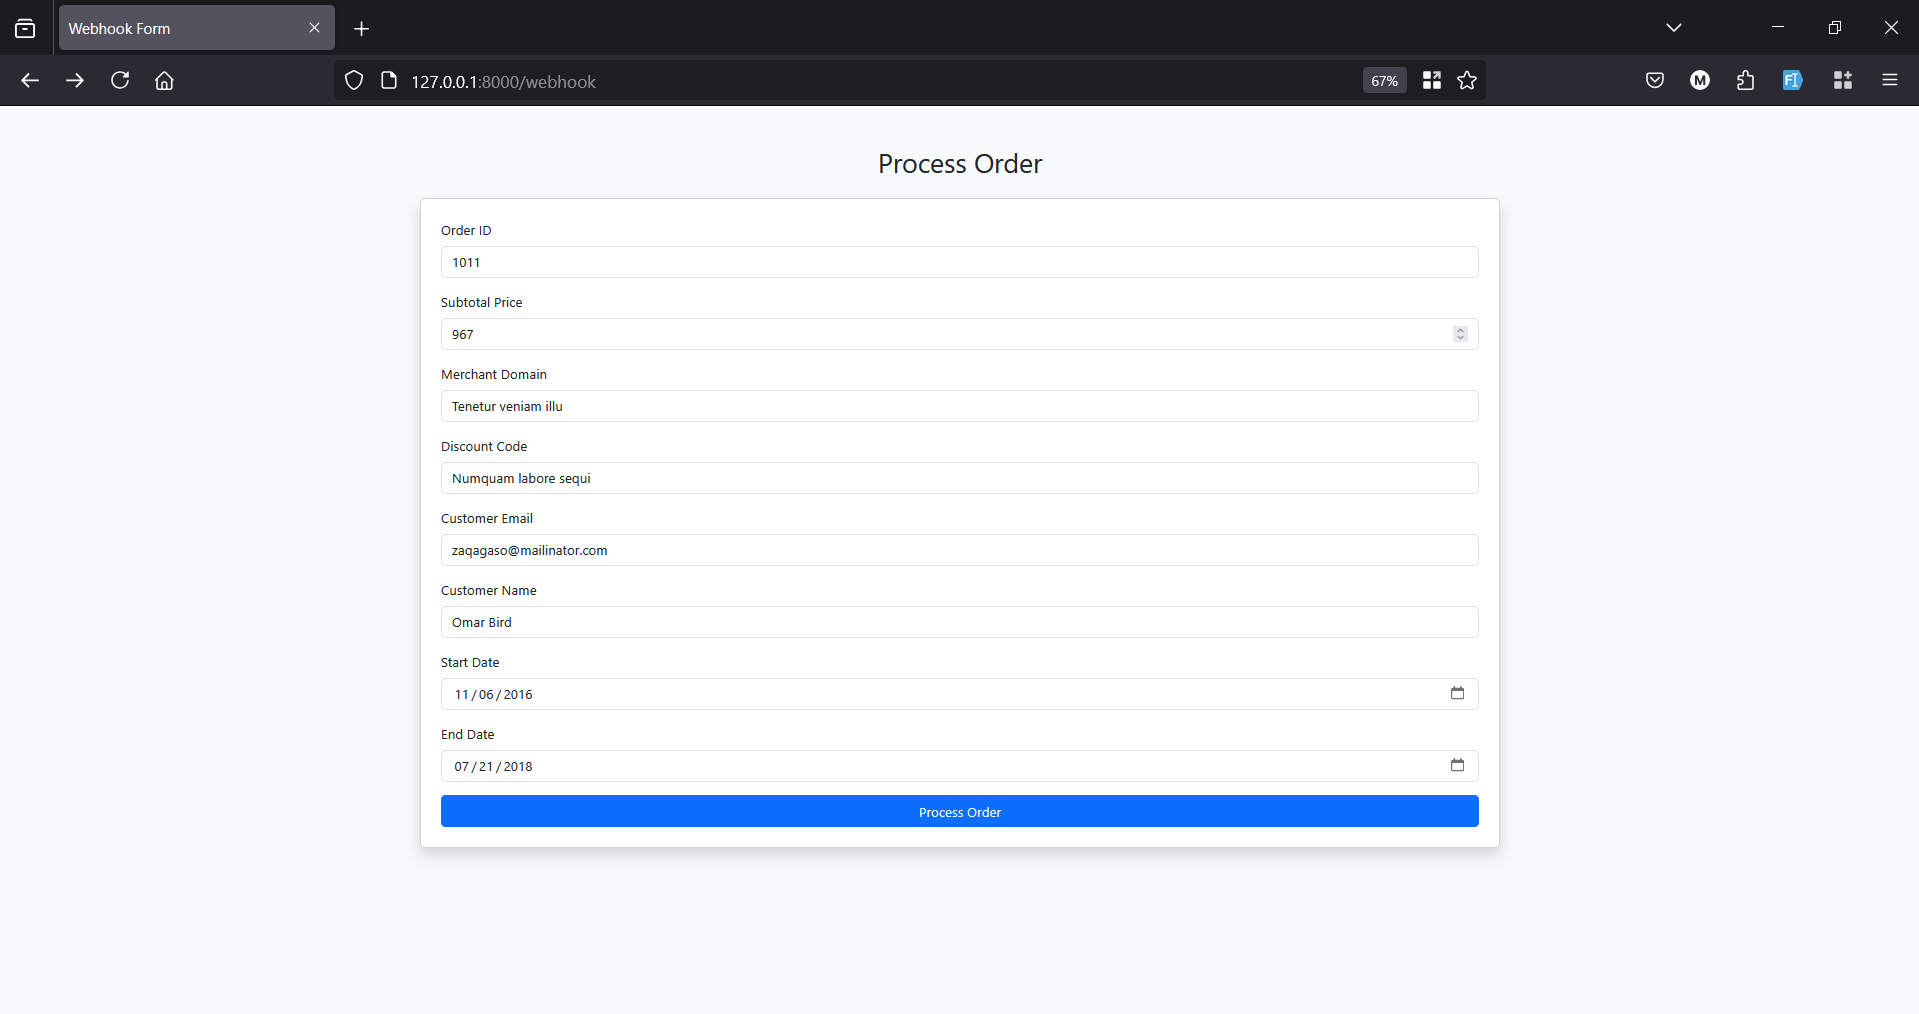 Webhook Form
127.0.0.1:8000/webhook
67%
M
F
Process Order
Order ID
1011
Subtotal Price
967
Merchant Domain
Tenetur veniam illu
Discount Code
Numquam labore sequi
Customer Email
zaqagaso@mailinator.com
Customer Name
Omar Bird
Start Date
11/06/2016
End Date
07/21/2018
Process Order